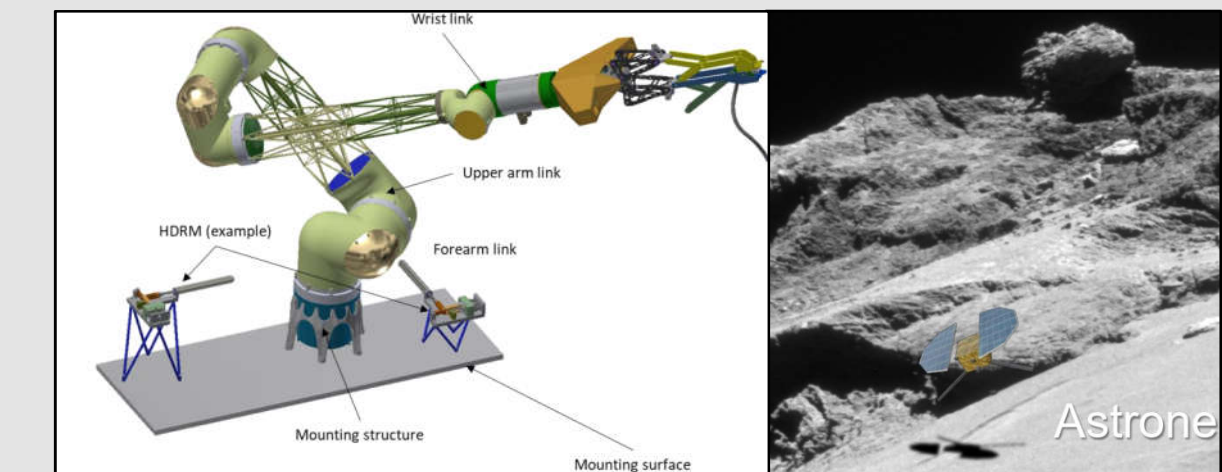 Wrist link
Upper arm link
HDRM (example)
Forearm link
Mounting structure
Mounting surface
Astrone